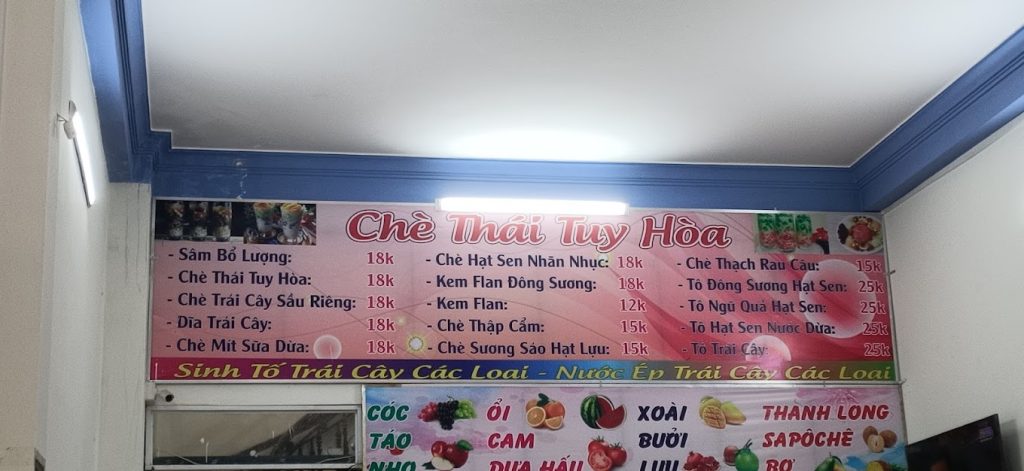 Chè Thái Tuy Hòa
- Sâm Bổ Lượng: 18k
- Chè Thái Tuy Hòa: 18k
- Chè Trái Cây Sầu Riêng: 18k
- Dĩa Trái Cây: 18k
- Chè Mít Sữa Dừa: 18k
- Chè Hạt Sen Nhãn Nhục: 18k
- Kem Flan Đông Sương: 18k
- Kem Flan: 12k
- Chè Thập Cẩm: 15k
- Chè Sương Sáo Hạt Lựu: 15k
- Chè Thạch Rau Câu: 15k
- Tô Đông Sương Hạt Sen: 25k
- Tô Ngũ Quả Hạt Sen: 25k
- Tô Hạt Sen Nước Dừa: 25k
- Tô Trái Cây: 25k
Sinh Tố Trái Cây Các Loại - Nước Ép Trái Cây Các Loại
CÓC ỔI XOÀI THANH LONG
TÁO CAM BƯỞI SAPÔCHÊ
NHO DƯA HẤU LỰU BƠ